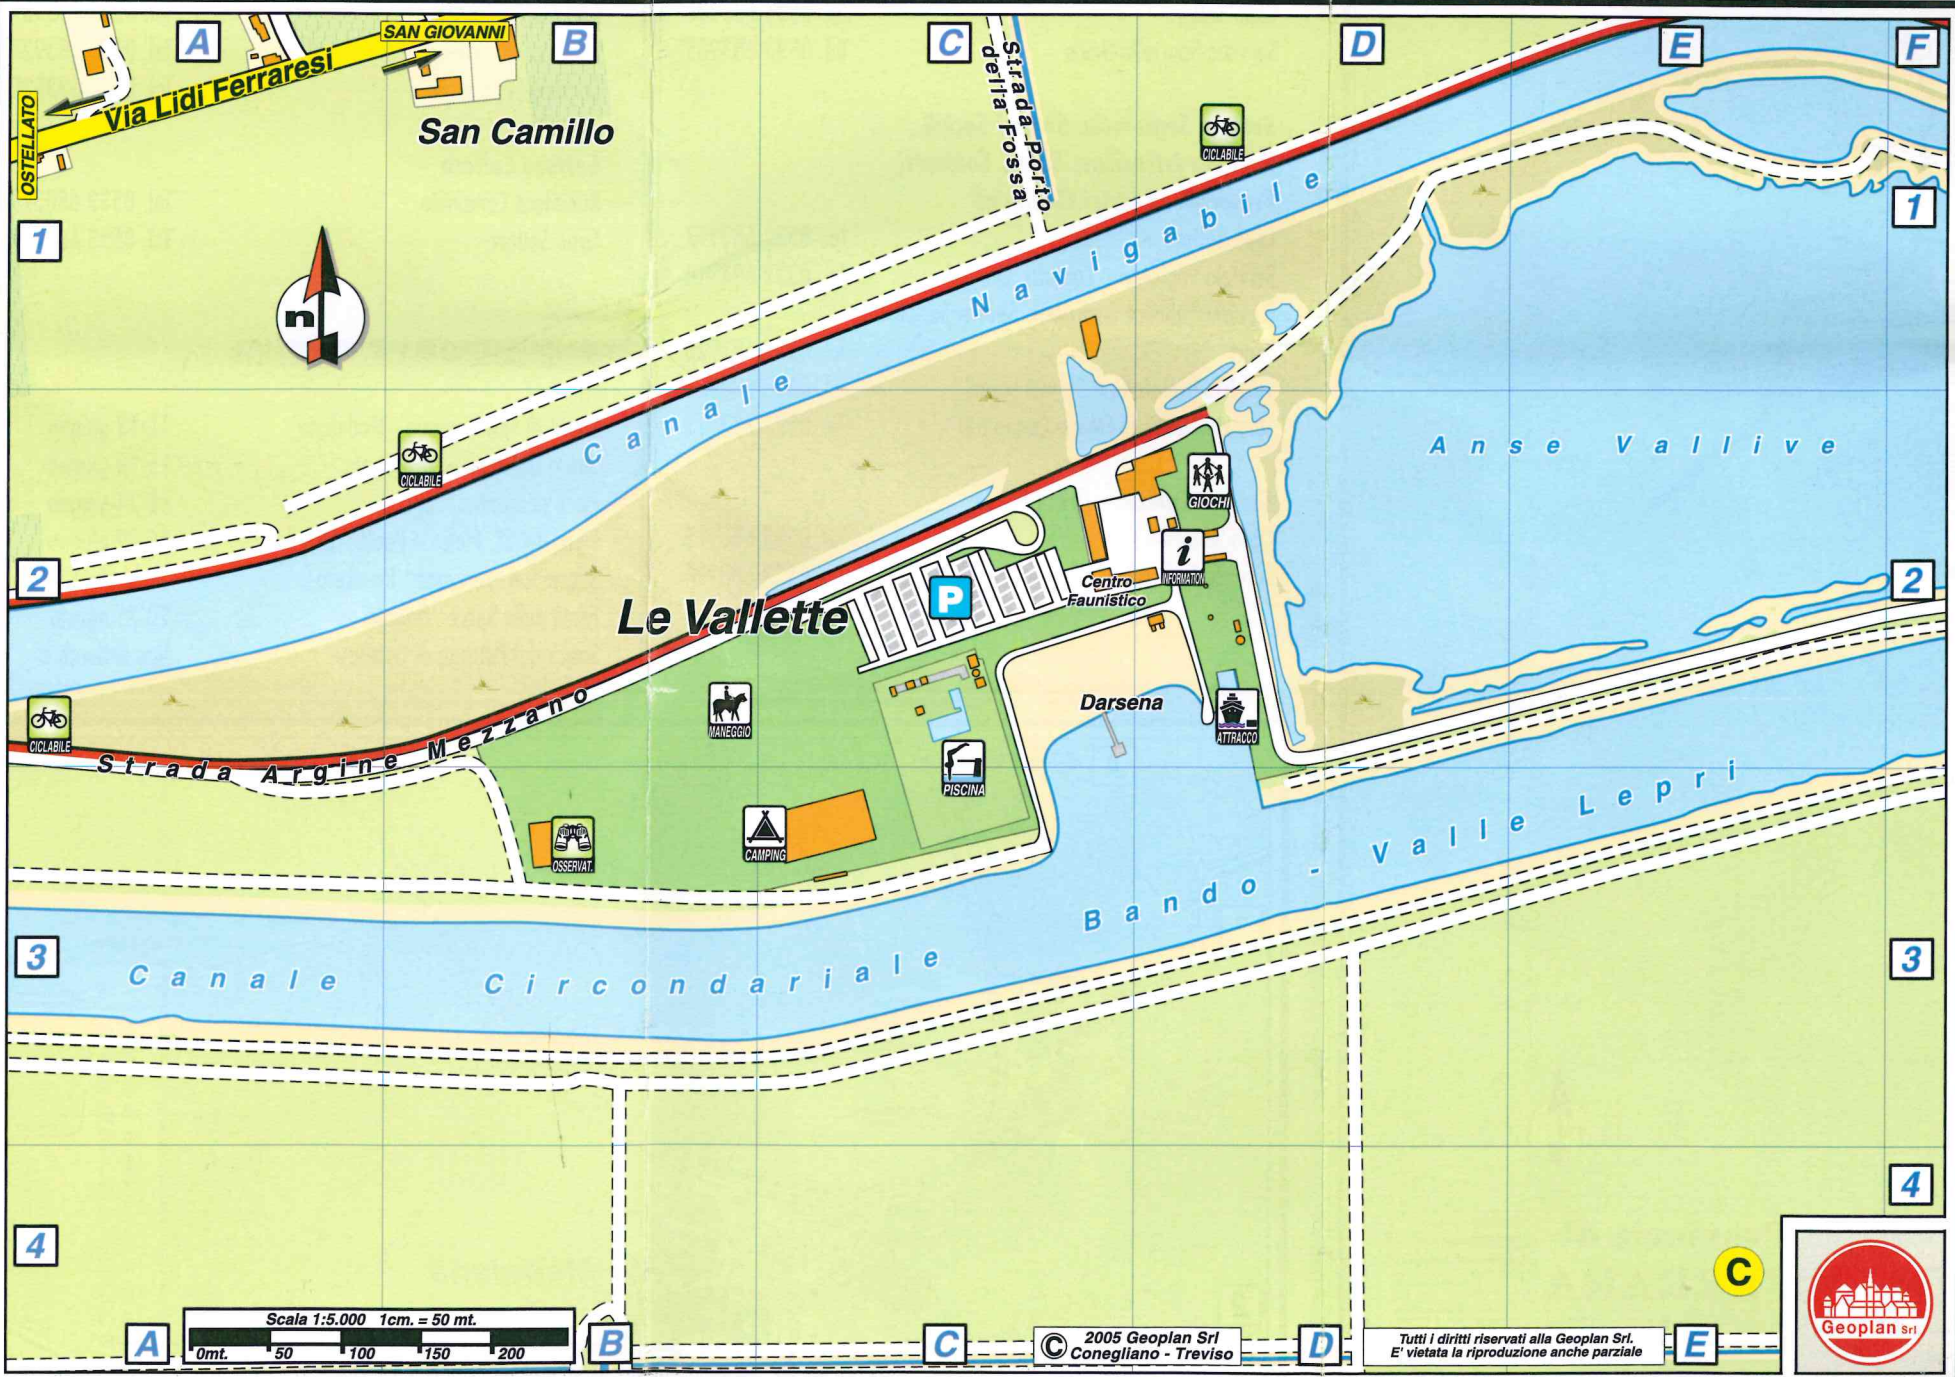 A
SAN GIOVANNI
B
C
D
E
F
Via Lidi Ferraresi
OSTELLATO
San Camillo
Strada Porto
della Fossa
CICLABILE
1
1
n
Canale Navigabile
CICLABILE
Anse Vallive
GIOCHI
i
INFORMATION
2
2
Centro
Faunistico
P
Le Vallette
MANEGGIO
Darsena
ATTRACCO
CICLABILE
Strada Argine Mezzano
PISCINA
OSSERVAT.
CAMPING
Canale Circondariale Bando - Valle Lepri
3
3
4
4
C
Scala 1:5.000 1cm. = 50 mt.
0mt. 50 100 150 200
A
B
C
© 2005 Geoplan Srl
Conegliano - Treviso
D
Tutti i diritti riservati alla Geoplan Srl.
E' vietata la riproduzione anche parziale
E
Geoplan Srl